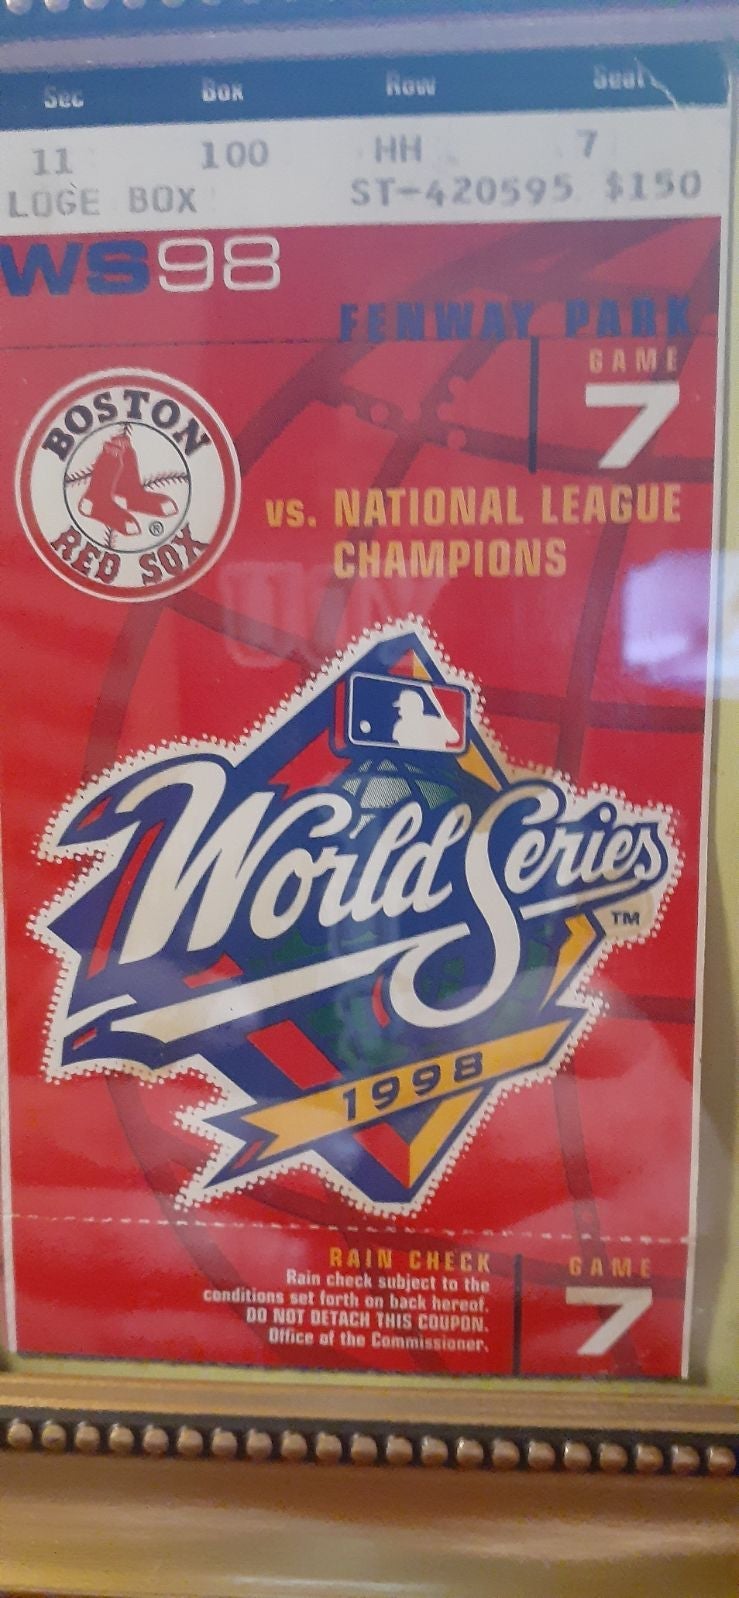 Sec Box Row Seat
11 100 HH 7
LOGE BOX ST-420595 $150
WS98
FENWAY PARK
GAME
7
BOSTON
RED SOX
®
vs. NATIONAL LEAGUE
CHAMPIONS
World Series
TM
1998
RAIN CHECK
Rain check subject to the
conditions set forth on back hereof.
DO NOT DETACH THIS COUPON.
Office of the Commissioner.
GAME
7